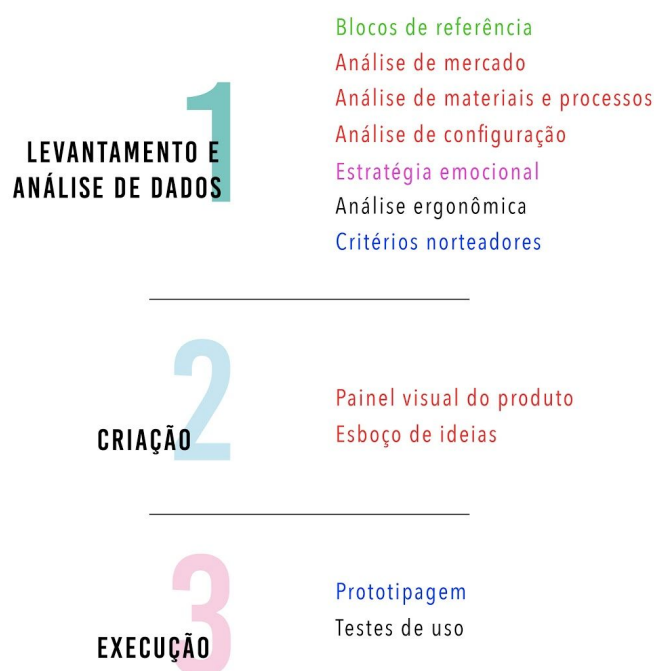 1
LEVANTAMENTO E
ANÁLISE DE DADOS
Blocos de referência
Análise de mercado
Análise de materiais e processos
Análise de configuração
Estratégia emocional
Análise ergonômica
Critérios norteadores
2
CRIAÇÃO
Painel visual do produto
Esboço de ideias
3
EXECUÇÃO
Prototipagem
Testes de uso